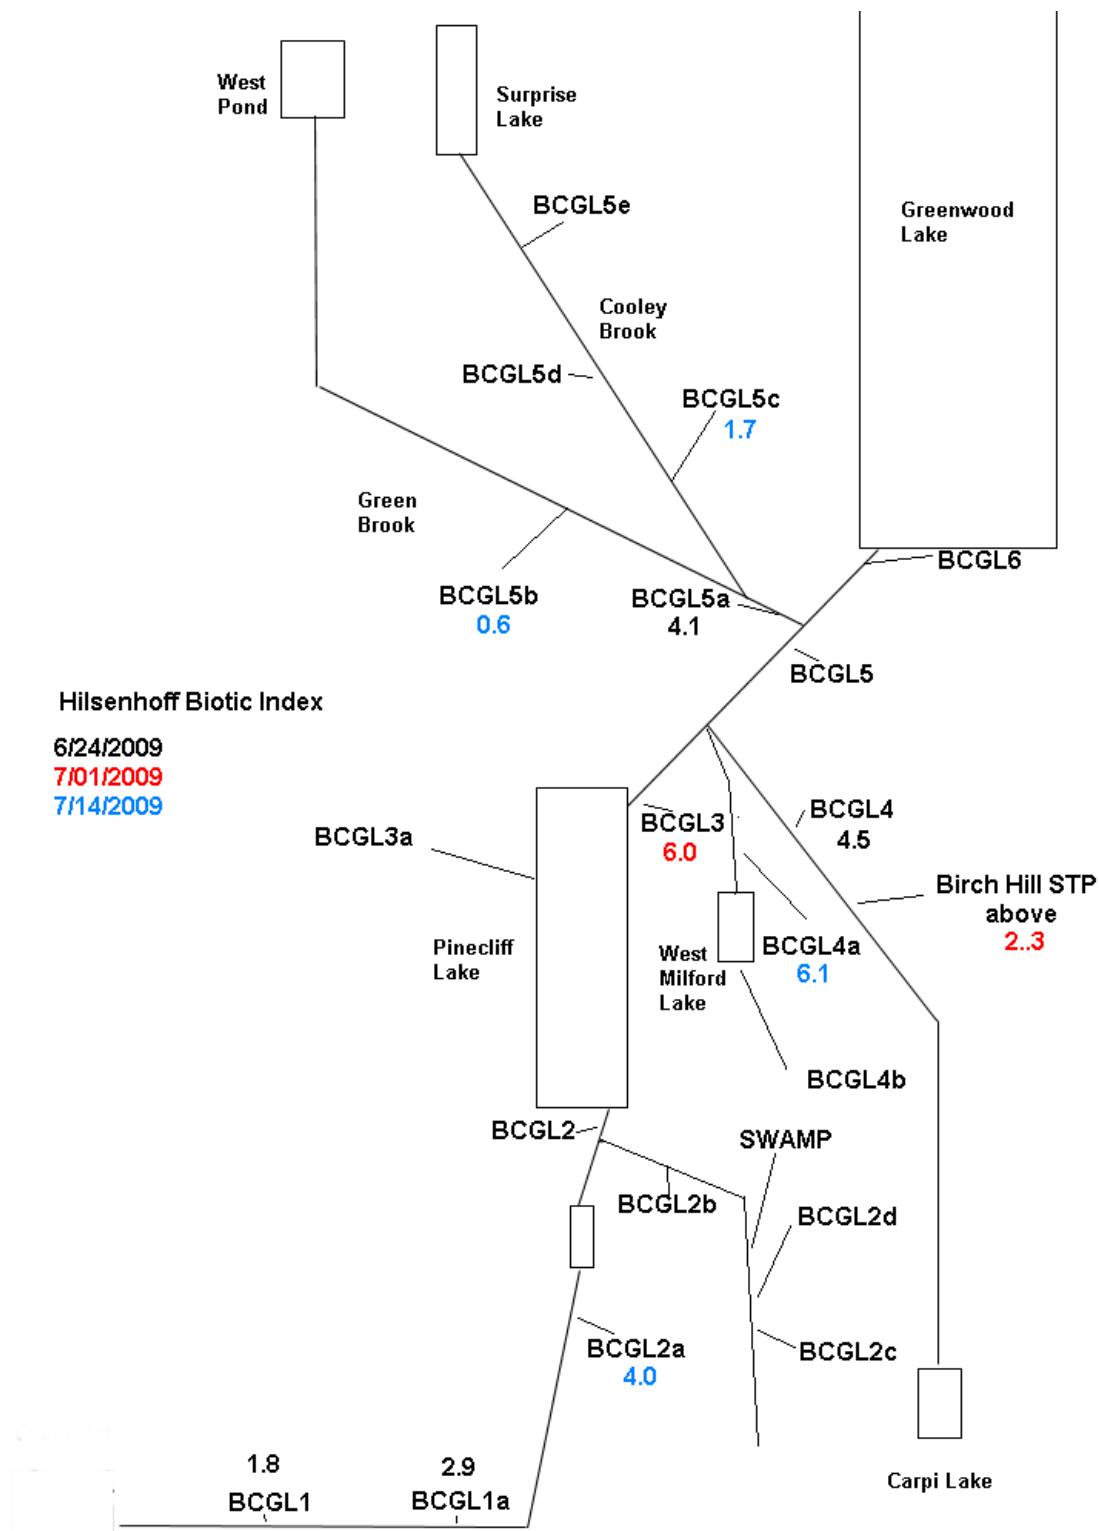 West
Pond
Surprise
Lake
BCGL5e
Greenwood
Lake
Cooley
Brook
BCGL5d
BCGL5c
1.7
Green
Brook
BCGL6
BCGL5b
0.6
BCGL5a
4.1
BCGL5
Hilsenhoff Biotic Index
6/24/2009
7/01/2009
7/14/2009
BCGL3a
BCGL3
6.0
BCGL4
4.5
Birch Hill STP
above
2..3
Pinecliff
Lake
West
Milford
Lake
BCGL4a
6.1
BCGL4b
BCGL2
SWAMP
BCGL2b
BCGL2d
BCGL2a
4.0
BCGL2c
1.8
BCGL1
2.9
BCGL1a
Carpi Lake